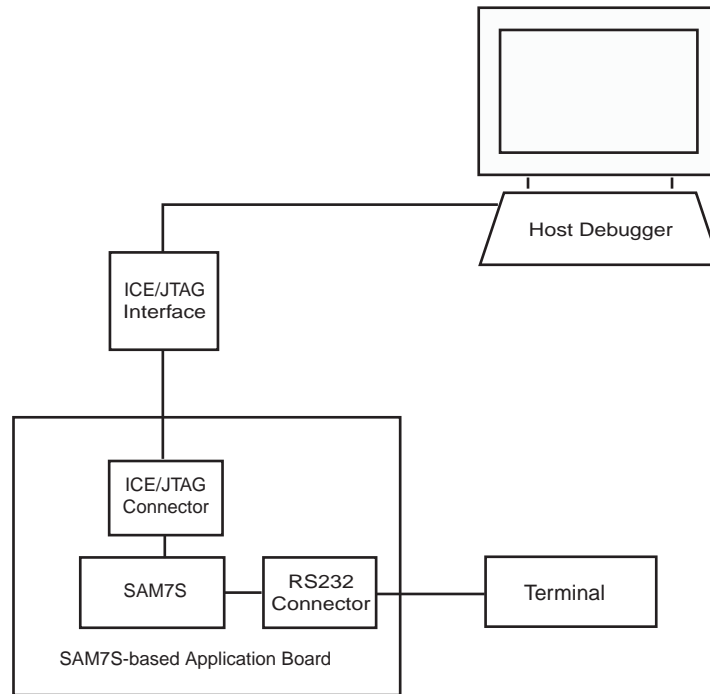 Host Debugger
ICE/JTAG
Interface
ICE/JTAG
Connector
SAM7S
RS232
Connector
Terminal
SAM7S-based Application Board